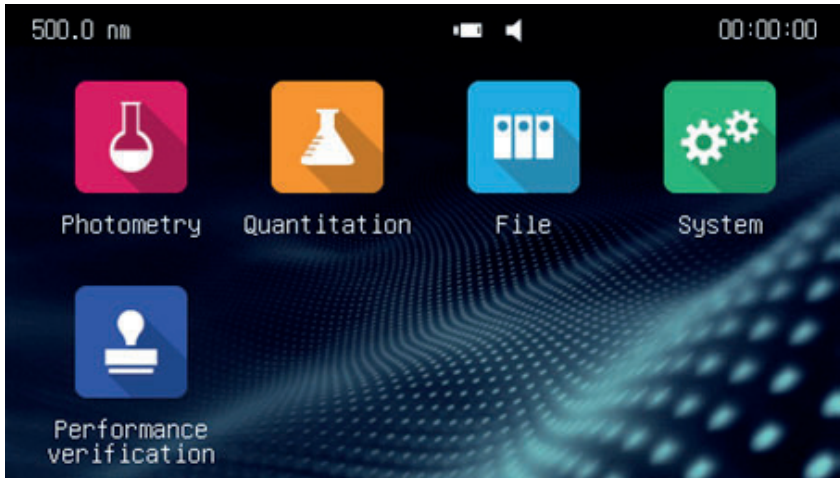 500.0 nm 00:00:00
Photometry Quantitation File System
Performance
verification